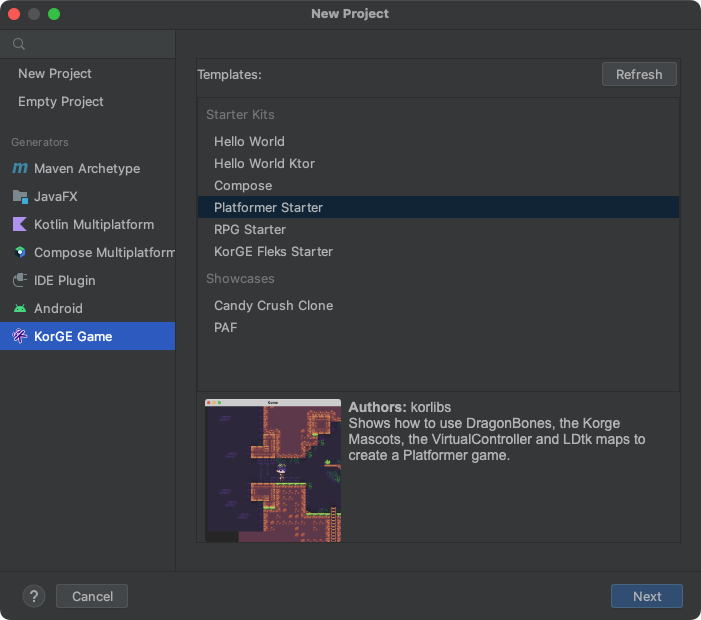 New Project
New Project
Empty Project
Generators
m Maven Archetype
JavaFX
Kotlin Multiplatform
Compose Multiplatform
IDE Plugin
Android
KorGE Game
Templates:
Refresh
Starter Kits
Hello World
Hello World Ktor
Compose
Platformer Starter
RPG Starter
KorGE Fleks Starter
Showcases
Candy Crush Clone
PAF
Game
Authors: korlibs
Shows how to use DragonBones, the Korge
Mascots, the VirtualController and LDtk maps to
create a Platformer game.
?
Cancel
Next